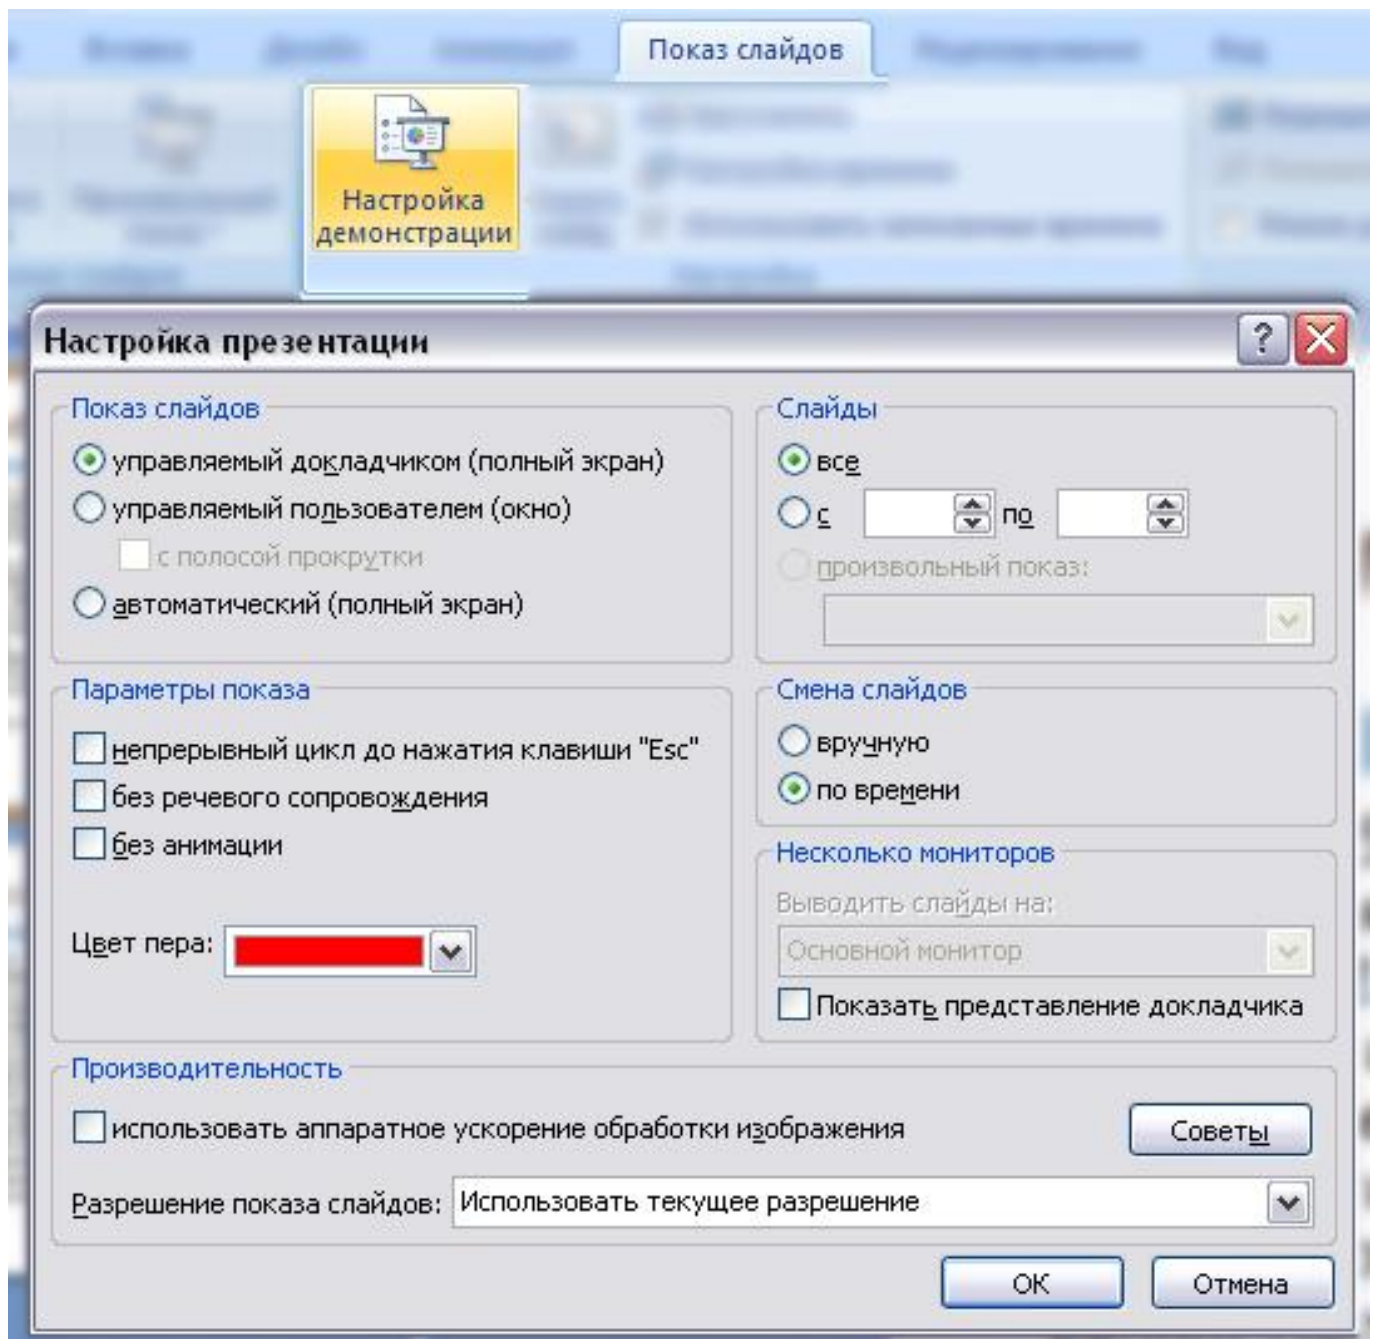 Показ слайдов
Настройка
демонстрации
Настройка презентации
Показ слайдов
управляемый докладчиком (полный экран)
управляемый пользователем (окно)
с полосой прокрутки
автоматический (полный экран)
Слайды
все
с по
произвольный показ:
Параметры показа
непрерывный цикл до нажатия клавиши "Esc"
без речевого сопровождения
без анимации
Цвет пера:
Смена слайдов
вручную
по времени
Несколько мониторов
Выводить слайды на:
Основной монитор
Показать представление докладчика
Производительность
использовать аппаратное ускорение обработки изображения
Советы
Разрешение показа слайдов: Использовать текущее разрешение
ОК Отмена